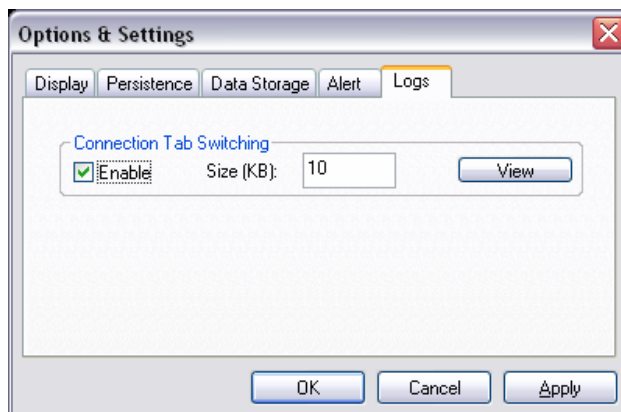 Options & Settings
Display Persistence Data Storage Alert Logs
Connection Tab Switching
Enable Size (KB): 10 View
OK Cancel Apply